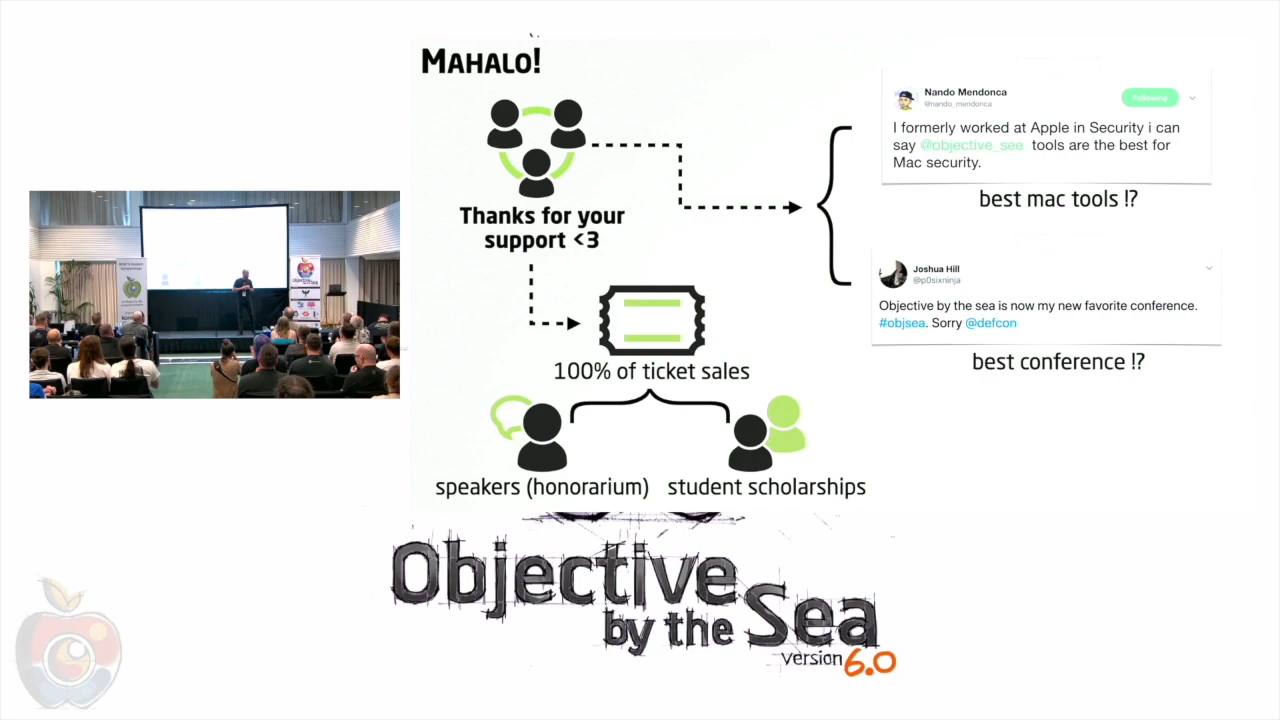 MAHALO!
Thanks for your
support <3
100% of ticket sales
speakers (honorarium)
student scholarships
Nando Mendonca
@nando_mendonca
Following
I formerly worked at Apple in Security i can
say @objective_see tools are the best for
Mac security.
best mac tools !?
Joshua Hill
@p0sixninja
Objective by the sea is now my new favorite conference.
#objsea. Sorry @defcon
best conference !?
Objective
by the Sea
version 6.0